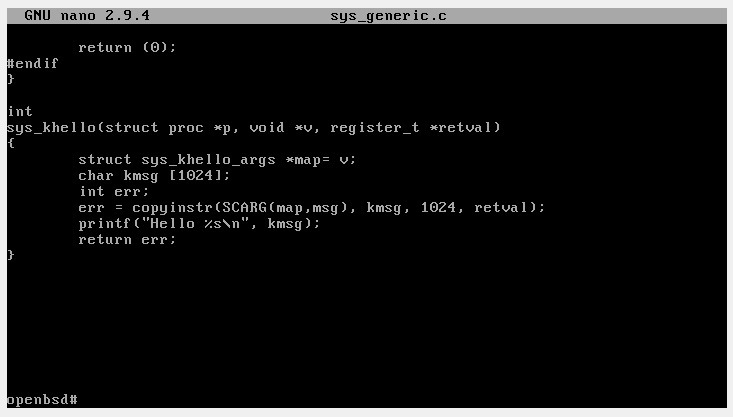 GNU nano 2.9.4 sys_generic.c
return (0);
#endif
}
int
sys_khello(struct proc *p, void *v, register_t *retval)
{
struct sys_khello_args *map= v;
char kmsg [1024];
int err;
err = copyinstr(SCARG(map,msg), kmsg, 1024, retval);
printf("Hello %s\n", kmsg);
return err;
}
openbsd#